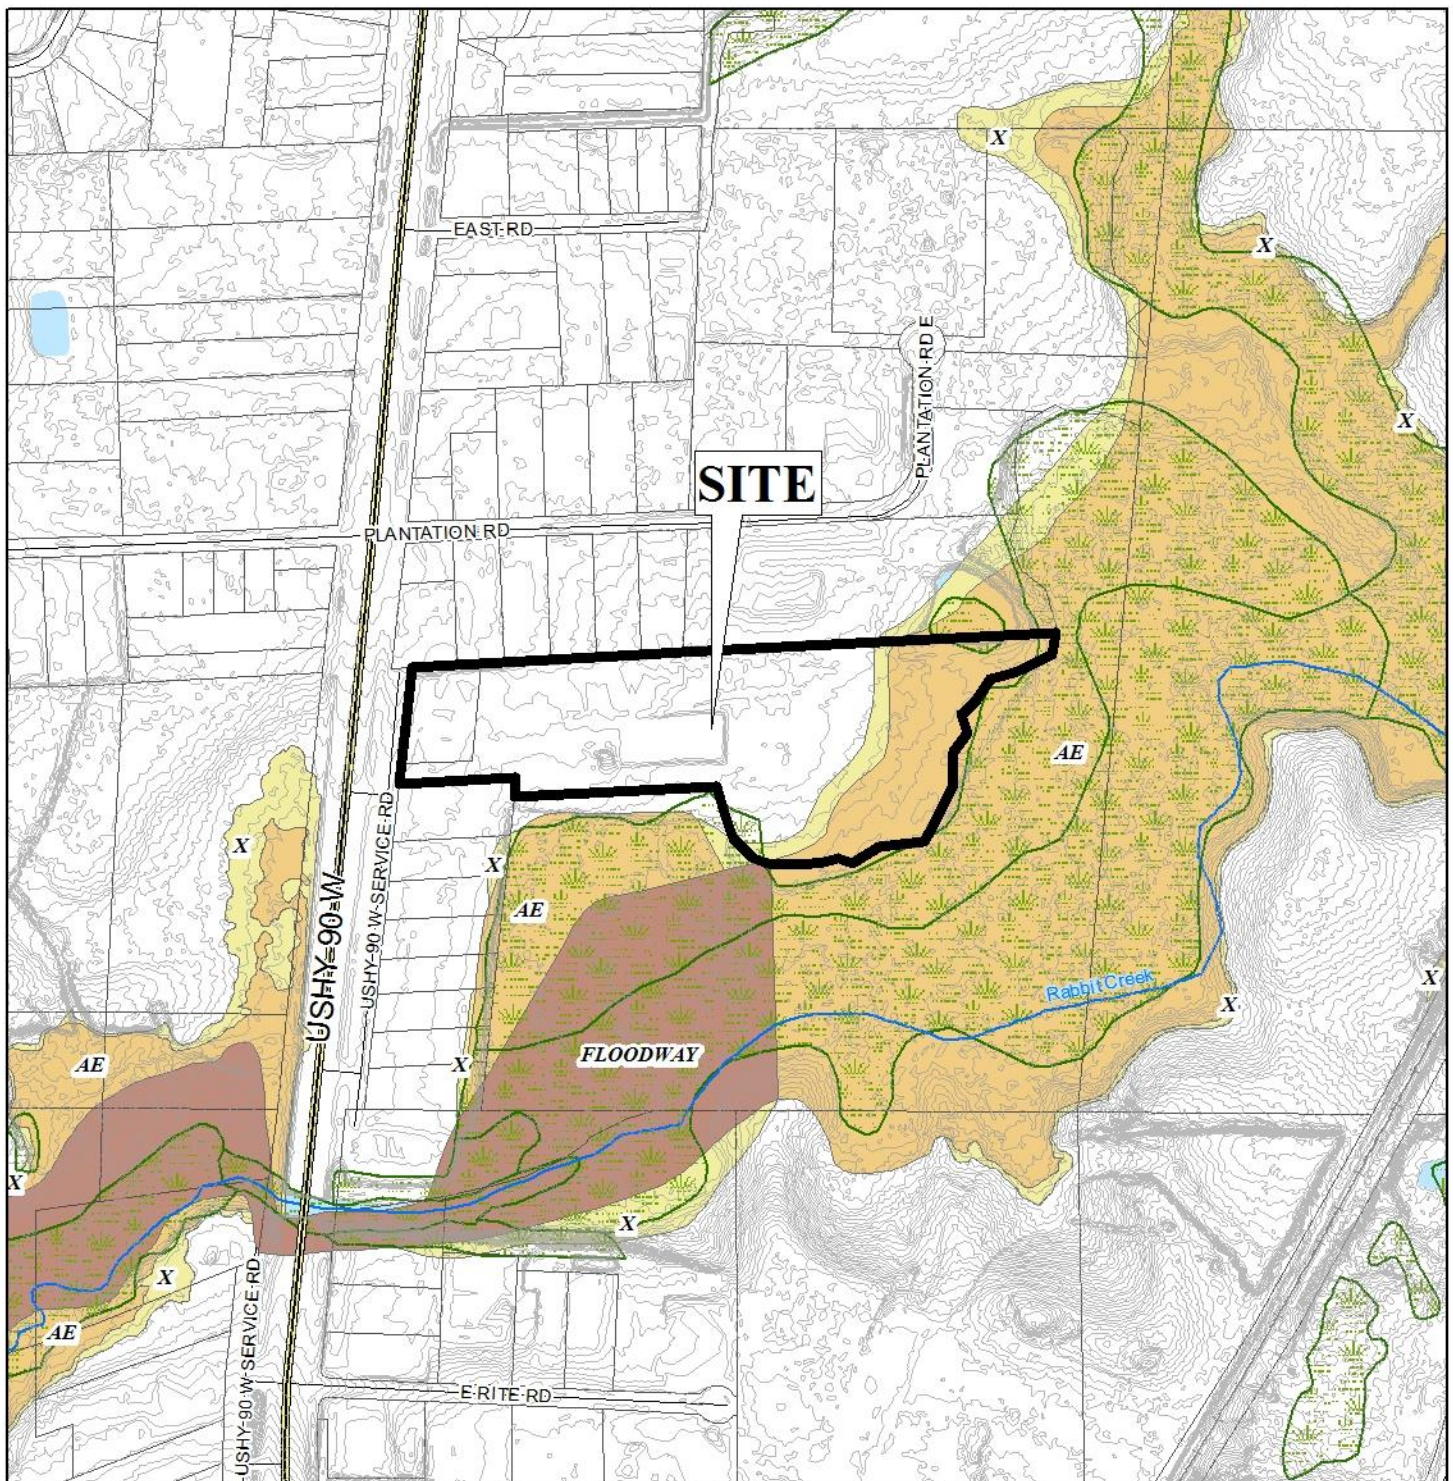 X
EAST-RD
X
PLANTATION-RD E
X
SITE
PLANTATION RD
AE
X
X
USHY-90-W-SERVICE-RD
USHY-90-W
AE
X
Rabbit Creek
X
FLOODWAY
AE
X
X
X
X
USHY-90-W-SERVICE-RD
AE
E-RITE-RD